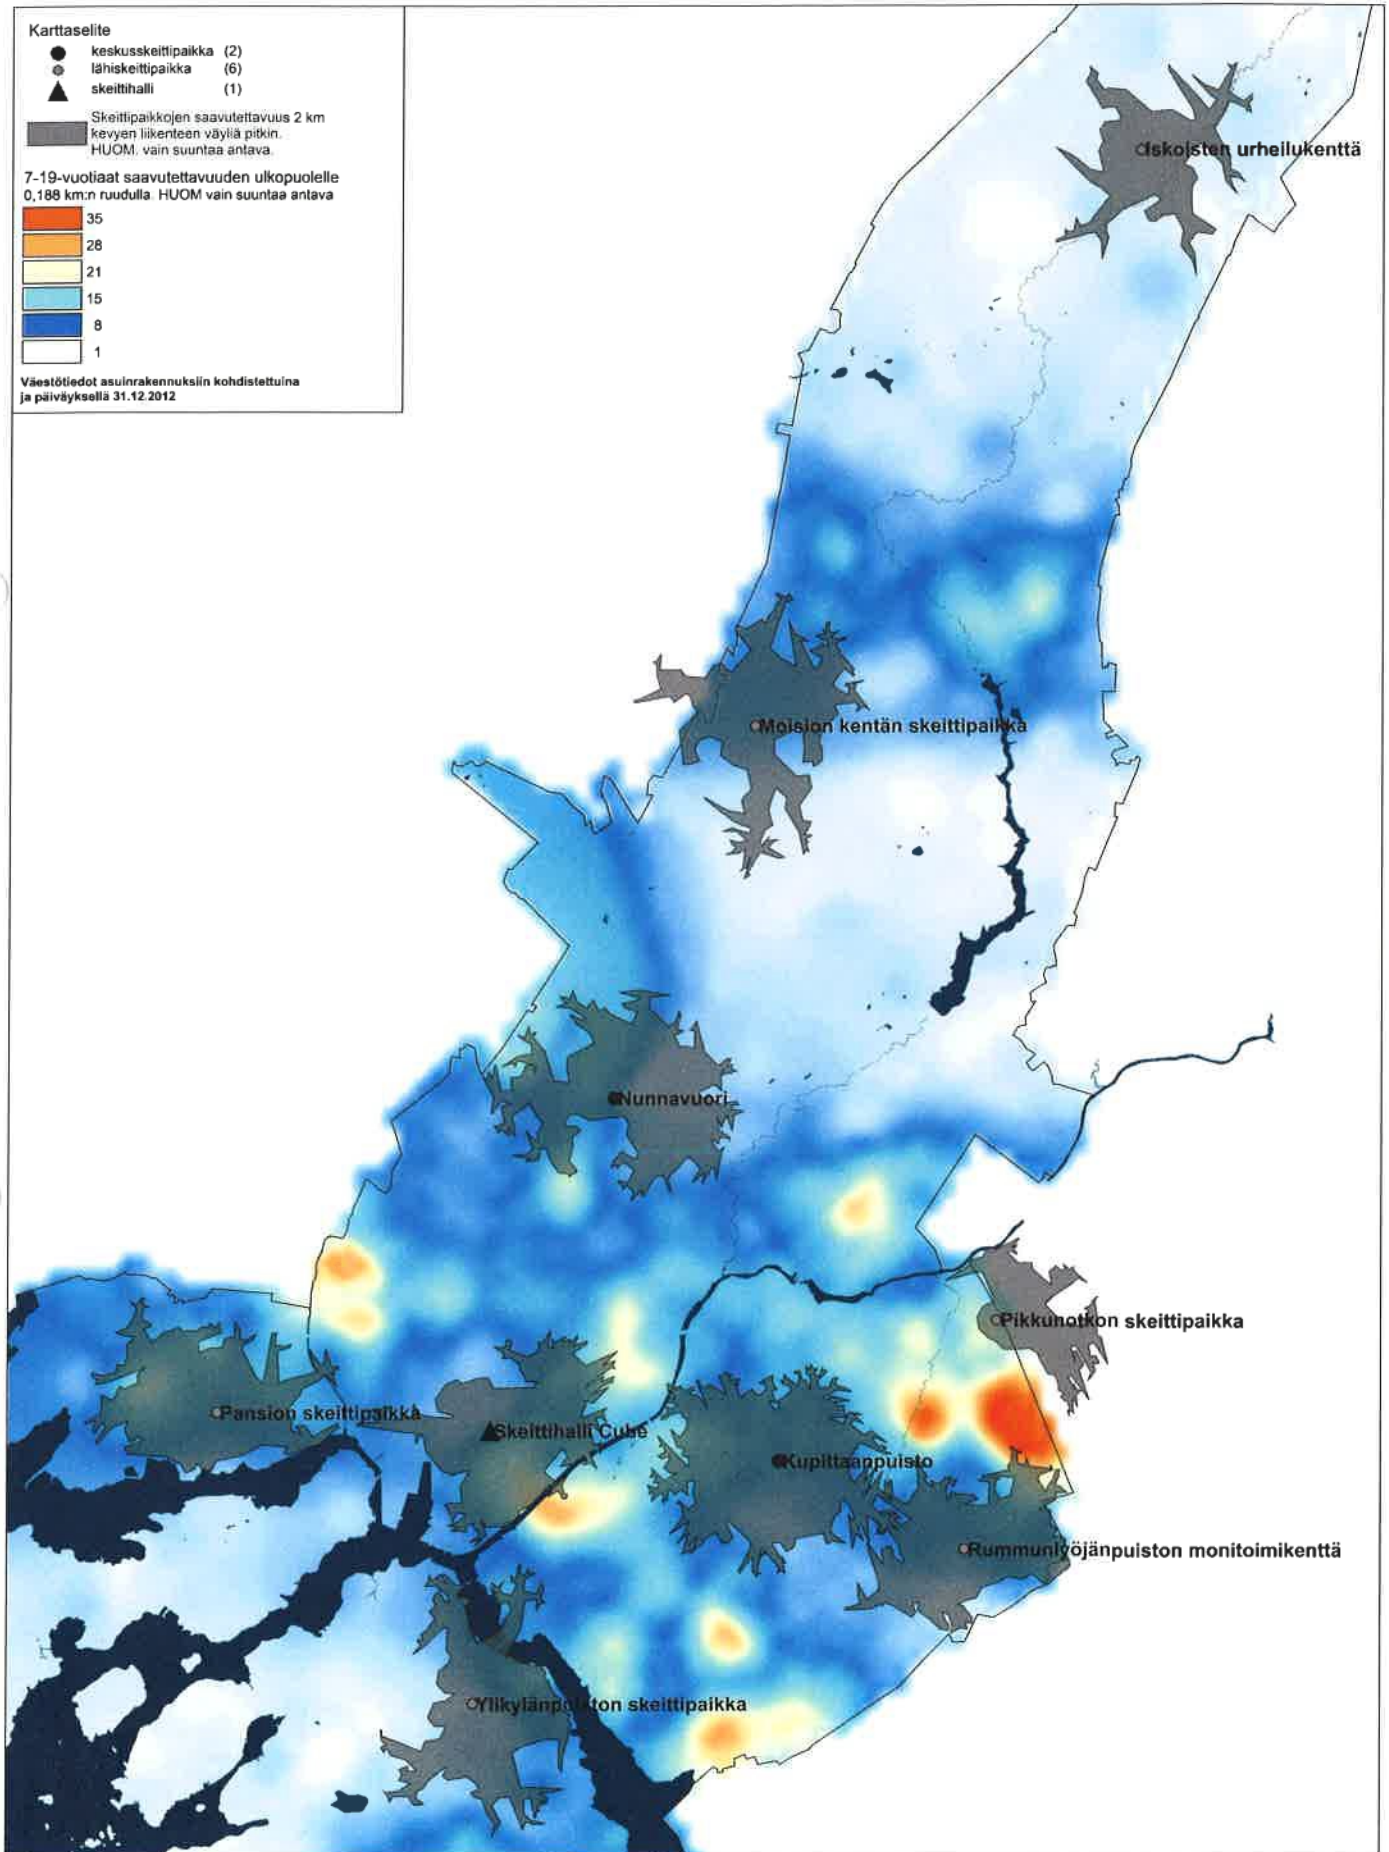 Karttaselite
keskusskeittipaikka (2)
lähiskeittipaikka (6)
skeittihalli (1)
Skeittipaikkojen saavutettavuus 2 km
kevyen liikenteen väyliä pitkin.
HUOM. vain suuntaa antava.
7-19-vuotiaat saavutettavuuden ulkopuolelle
0,188 km:n ruudulla. HUOM vain suuntaa antava
35
28
21
15
8
1
Väestötiedot asuinrakennuksiin kohdistettuina
ja päiväyksellä 31.12.2012
Iskoisten urheilukenttä
Moision kentän skeittipaikka
Nunnavuori
Pikkunotkon skeittipaikka
Pansion skeittipaikka
Skeittihalli Cube
Kupittaanpuisto
Rummunlyöjänpuiston monitoimikenttä
Ylikylänpuiston skeittipaikka